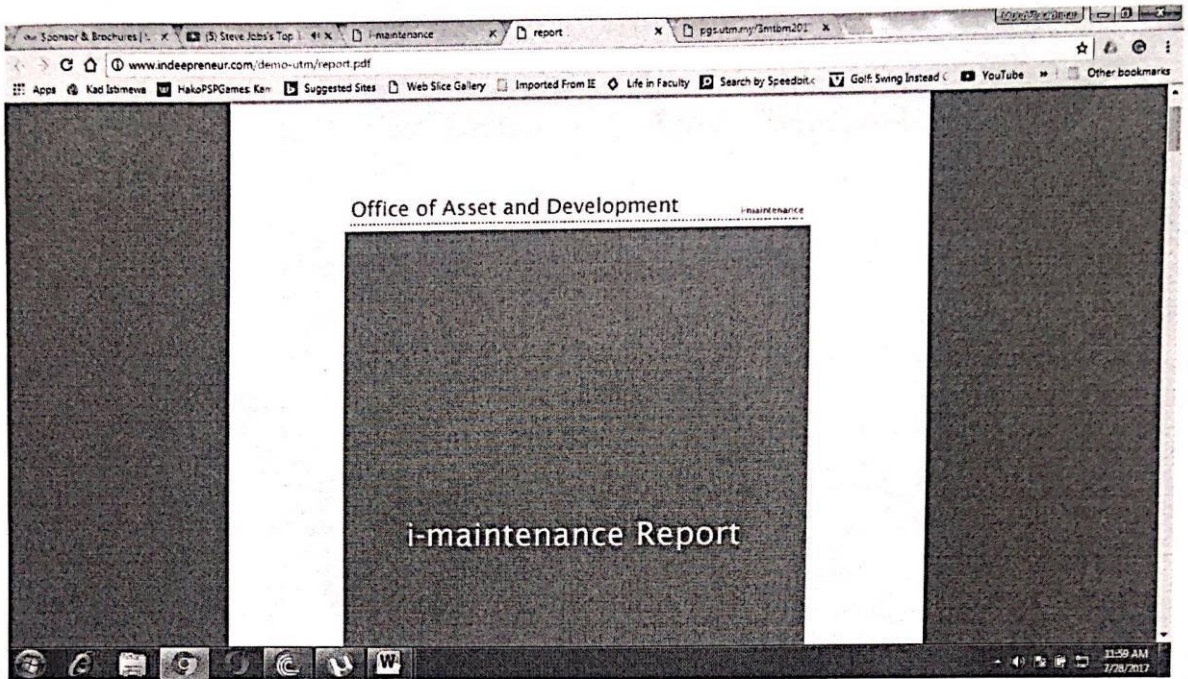 Sponsor & Brochures | (5) Steve Jobs's Top i-maintenance report pgs.utm.my/3mtbm201
www.indeepreneur.com/demo-utm/report.pdf
Apps Kad Istimewa HakoPSPGames: Kem Suggested Sites Web Slice Gallery Imported From IE Life in Faculty Search by Speedbit.c Golf: Swing Instead YouTube » Other bookmarks
Office of Asset and Development i-maintenance
i-maintenance Report
11:59 AM
7/28/2017